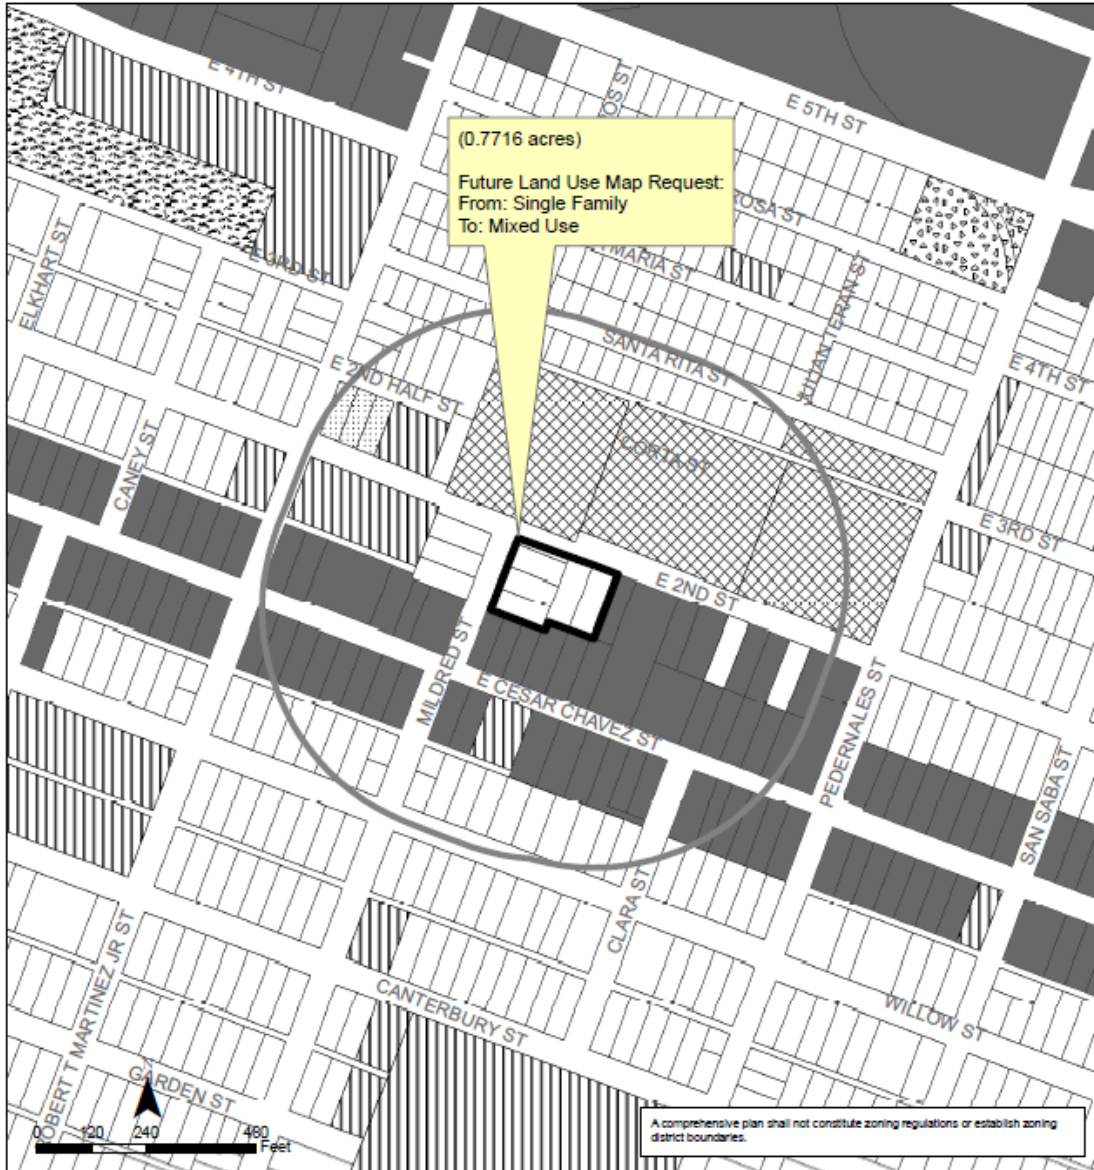 E 4TH ST
E 5TH ST
(0.7716 acres)
Future Land Use Map Request:
From: Single Family
To: Mixed Use
ROSA ST
MARIA ST
ELKHART ST
E 3RD ST
JULIAN TERAN ST
SANTA RITA ST
E 2ND HALF ST
E 4TH ST
CORTA ST
CANEY ST
E 3RD ST
E 2ND ST
MILDRED ST
E CESAR CHAVEZ ST
PEDERNALES ST
SAN SABA ST
CLARA ST
ROBERT T MARTINEZ JR ST
CANTERBURY ST
WILLOW ST
GARDEN ST
0 120 240 480
Feet
A comprehensive plan shall not constitute zoning regulations or establish zoning
district boundaries.